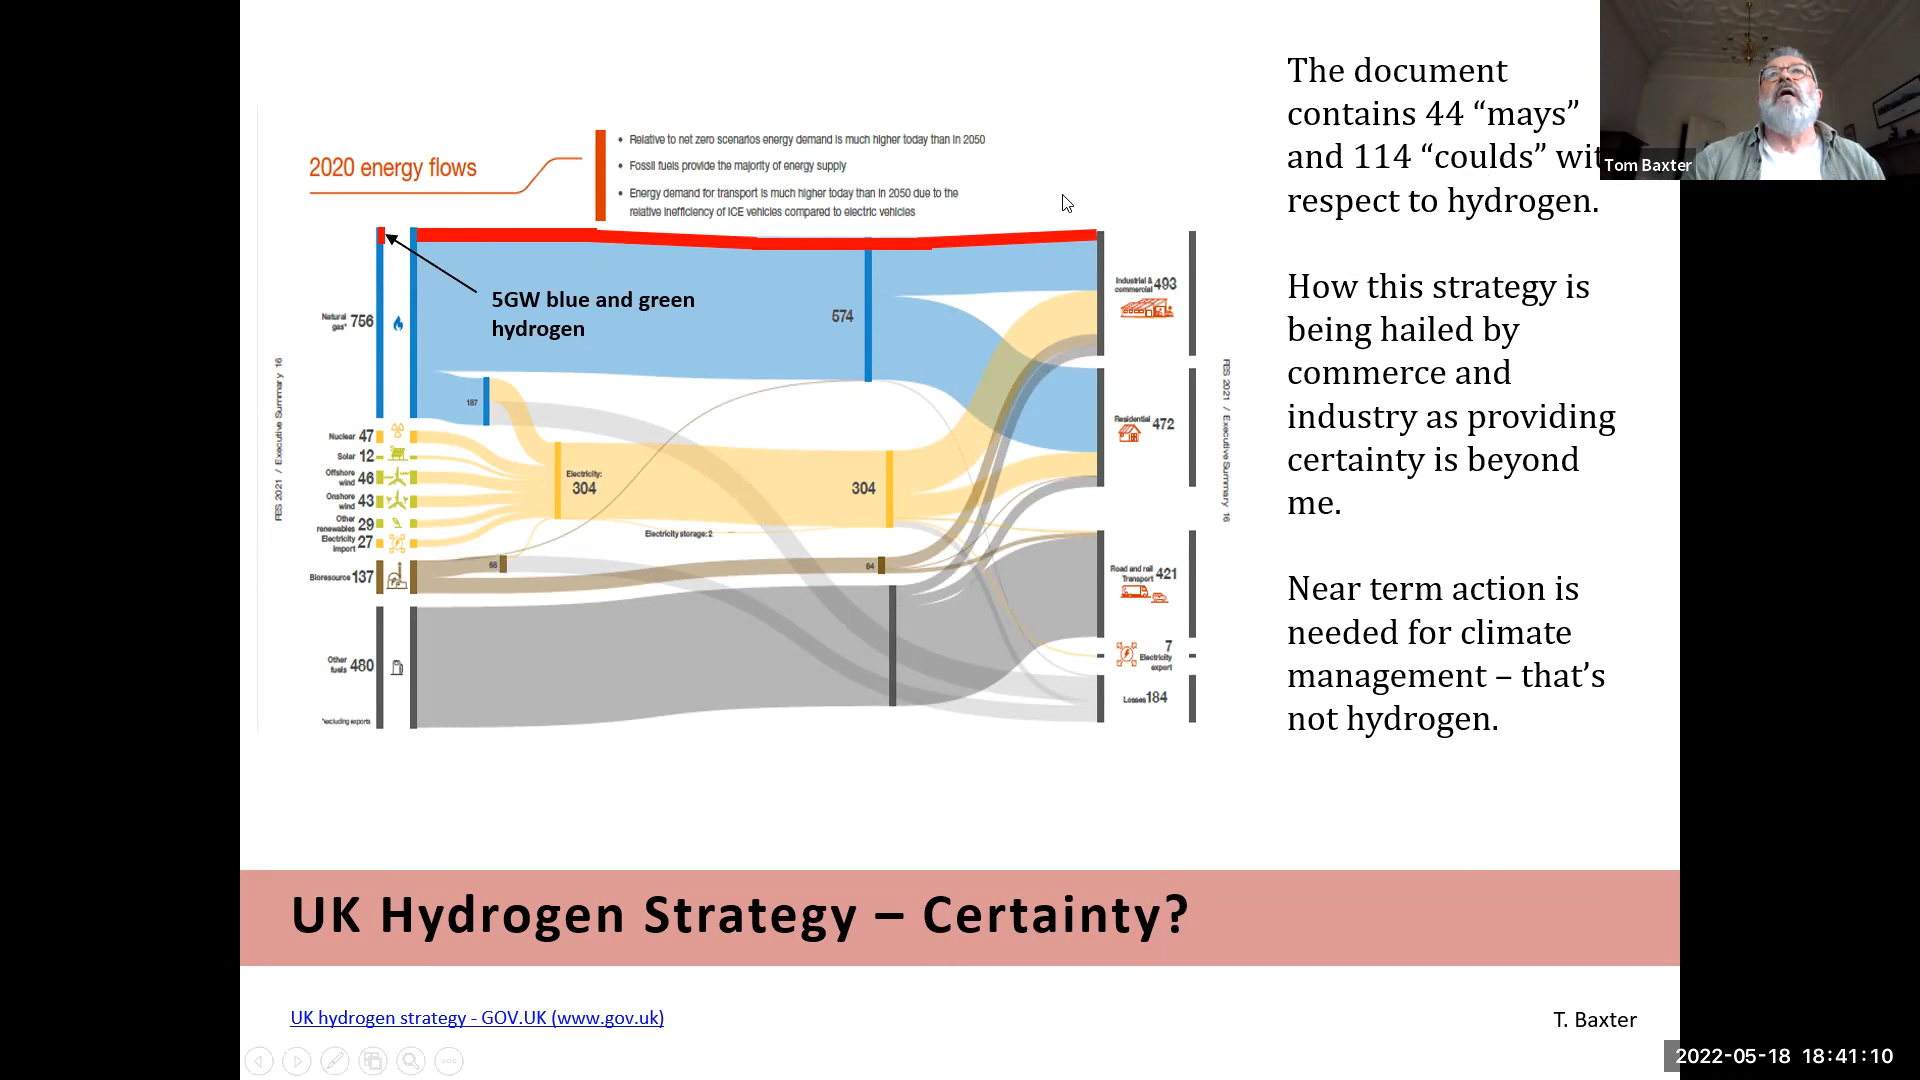 2020 energy flows
• Relative to net zero scenarios energy demand is much higher today than in 2050
• Fossil fuels provide the majority of energy supply
• Energy demand for transport is much higher today than in 2050 due to the
relative inefficiency of ICE vehicles compared to electric vehicles
5GW blue and green
hydrogen
Natural
gas* 756
187
Nuclear 47
Solar 12
Offshore
wind 46
Onshore
wind 43
Other
renewables 29
Electricity
import 27
Bioresource 137
Other
fuels 480
*excluding exports
574
Electricity:
304
304
Electricity storage: 2
68
64
Industrial &
commercial 493
Residential 472
Road and rail
Transport 421
7
Electricity
export
Losses 184
FES 2021 / Executive Summary 16
FES 2021 / Executive Summary 16
The document
contains 44 “mays”
and 114 “coulds”
respect to hydrogen.
How this strategy is
being hailed by
commerce and
industry as providing
certainty is beyond
me.
Near term action is
needed for climate
management – that’s
not hydrogen.
Tom Baxter
UK Hydrogen Strategy – Certainty?
UK hydrogen strategy - GOV.UK (www.gov.uk)
T. Baxter
2022-05-18 18:41:10